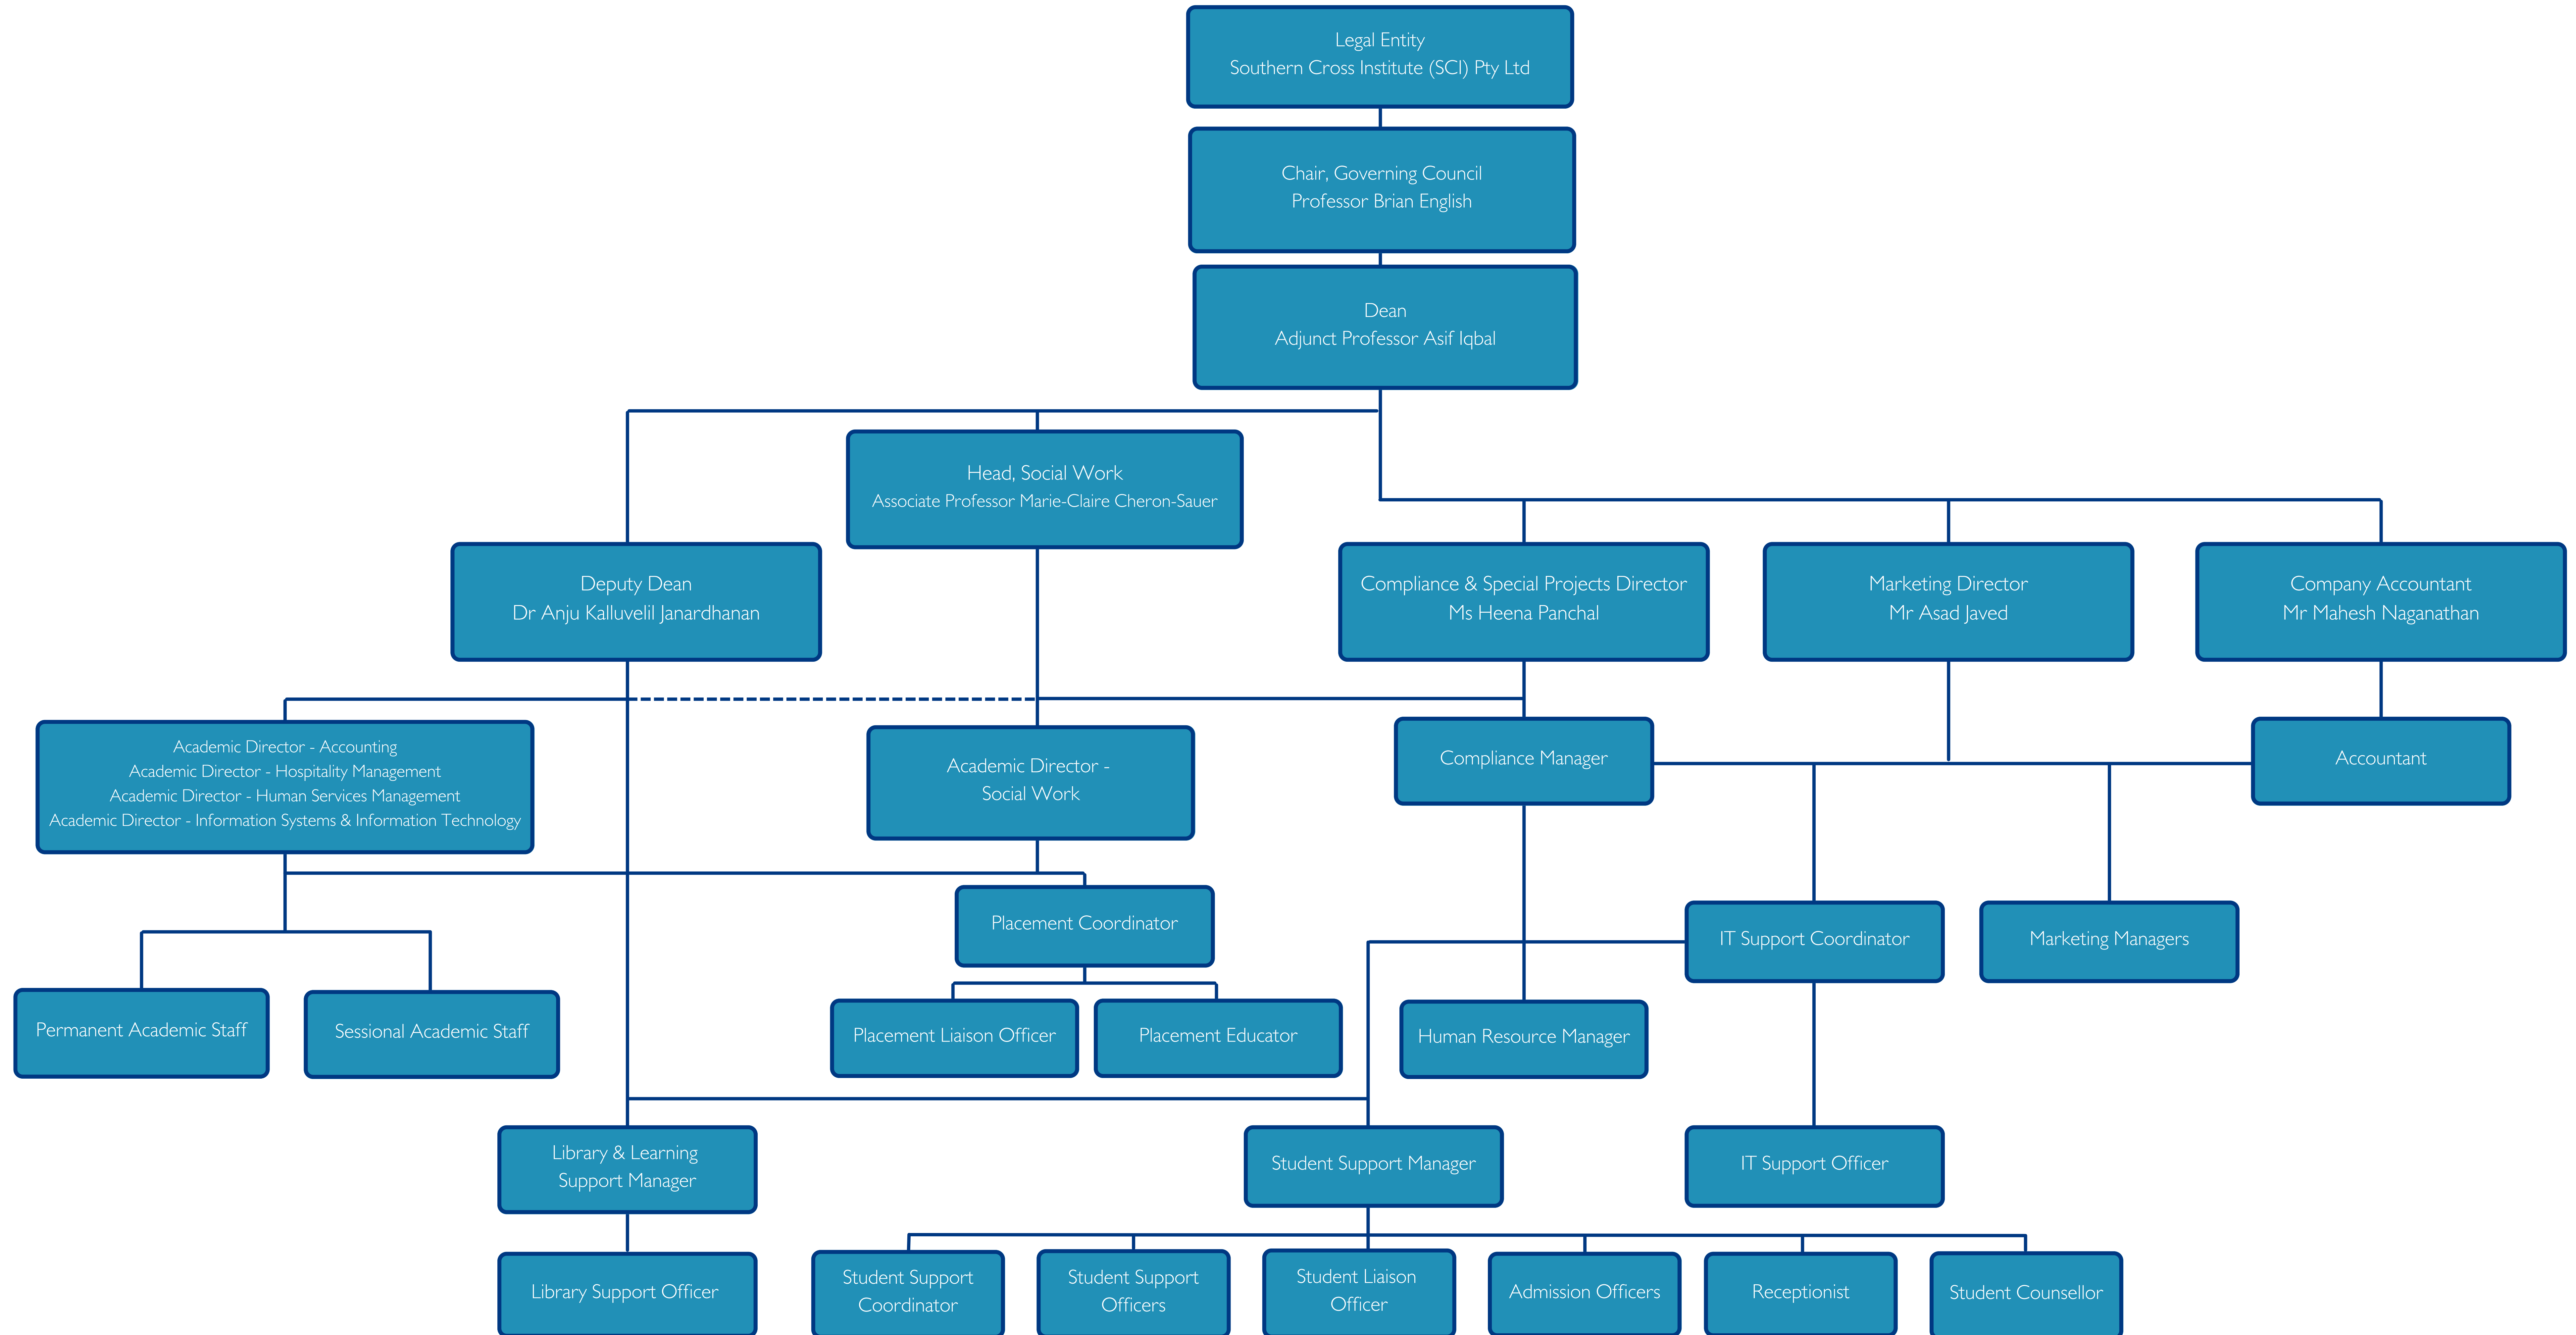 Legal Entity
Southern Cross Institute (SCI) Pty Ltd
Chair, Governing Council
Professor Brian English
Dean
Adjunct Professor Asif Iqbal
Head, Social Work
Associate Professor Marie-Claire Cheron-Sauer
Deputy Dean
Dr Anju Kalluvelil Janardhanan
Compliance & Special Projects Director
Ms Heena Panchal
Marketing Director
Mr Asad Javed
Company Accountant
Mr Mahesh Naganathan
Academic Director - Accounting
Academic Director - Hospitality Management
Academic Director - Human Services Management
Academic Director - Information Systems & Information Technology
Academic Director -
Social Work
Compliance Manager
Accountant
Placement Coordinator
IT Support Coordinator
Marketing Managers
Permanent Academic Staff
Sessional Academic Staff
Placement Liaison Officer
Placement Educator
Human Resource Manager
Library & Learning
Support Manager
Student Support Manager
IT Support Officer
Library Support Officer
Student Support
Coordinator
Student Support
Officers
Student Liaison
Officer
Admission Officers
Receptionist
Student Counsellor